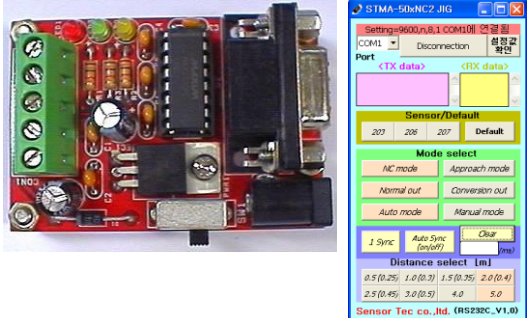 LED1
C1
C2
CON1
SW1
STMA-50xNC2 JIG
Setting=9600,n,8,1 COM1에 연결됨
COM1
Disconnection
설정값
확인
Port
<TX data>
<RX data>
Sensor/Default
203
206
207
Default
Mode select
NC mode
Approach mode
Normal out
Conversion out
Auto mode
Manual mode
1 Sync
Auto Sync
(on/off)
Clear
(ms)
Distance select [m]
0.5 (0.25)
1.0 (0.3)
1.5 (0.35)
2.0 (0.4)
2.5 (0.45)
3.0 (0.5)
4.0
5.0
Sensor Tec co.,ltd. (RS232C_V1,0)